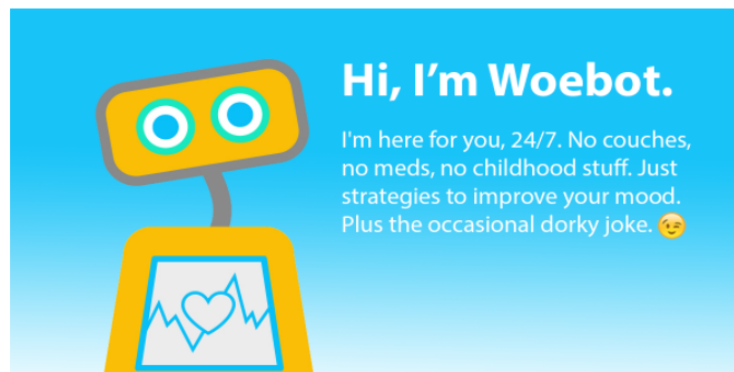 Hi, I'm Woebot.
I'm here for you, 24/7. No couches,
no meds, no childhood stuff. Just
strategies to improve your mood.
Plus the occasional dorky joke. 😉